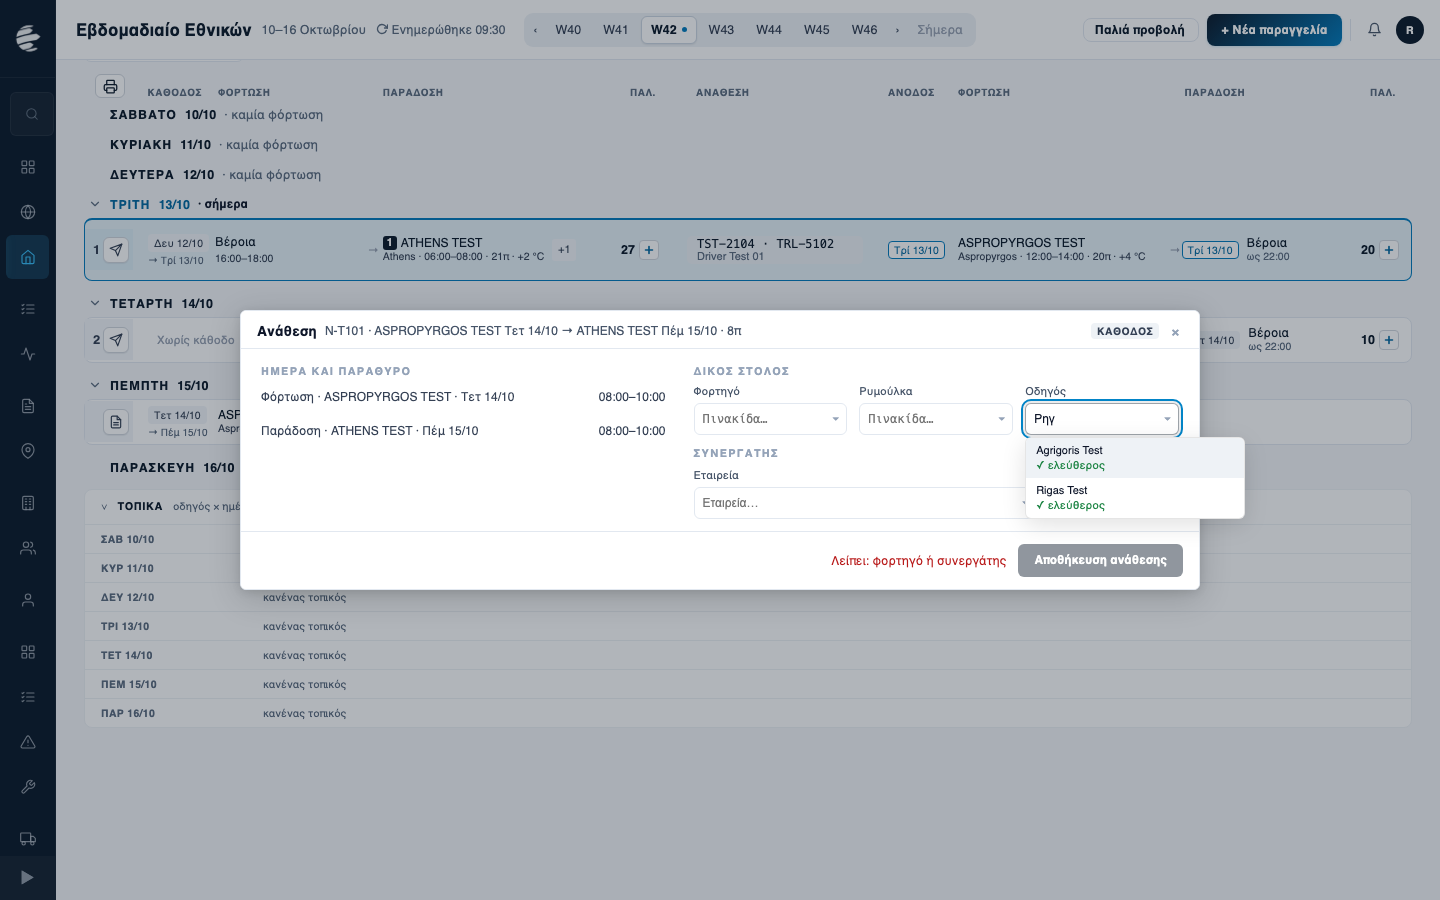 Εβδομαδιαίο Εθνικών 10–16 Οκτωβρίου Ενημερώθηκε 09:30 ‹ W40 W41 W42 W43 W44 W45 W46 › Σήμερα Παλιά προβολή + Νέα παραγγελία R
ΚΑΘΟΔΟΣ ΦΟΡΤΩΣΗ ΠΑΡΑΔΟΣΗ ΠΑΛ. ΑΝΑΘΕΣΗ ΑΝΟΔΟΣ ΦΟΡΤΩΣΗ ΠΑΡΑΔΟΣΗ ΠΑΛ.
ΣΑΒΒΑΤΟ 10/10 · καμία φόρτωση
ΚΥΡΙΑΚΗ 11/10 · καμία φόρτωση
ΔΕΥΤΕΡΑ 12/10 · καμία φόρτωση
ΤΡΙΤΗ 13/10 · σήμερα
1 Δευ 12/10 Βέροια → 1 ATHENS TEST +1 27 + TST-2104 · TRL-5102 Τρί 13/10 ASPROPYRGOS TEST → Τρί 13/10 Βέροια 20 +
→ Τρί 13/10 16:00–18:00 Athens · 06:00–08:00 · 21π · +2 °C Driver Test 01 Aspropyrgos · 12:00–14:00 · 20π · +4 °C ως 22:00
ΤΕΤΑΡΤΗ 14/10
2 Χωρίς κάθοδο 14/10 Βέροια 10 +
ως 22:00
ΠΕΜΠΤΗ 15/10
Τετ 14/10 ASP
→ Πέμ 15/10 Aspr
ΠΑΡΑΣΚΕΥΗ 16/10
Ανάθεση N-T101 · ASPROPYRGOS TEST Τετ 14/10 → ATHENS TEST Πέμ 15/10 · 8π ΚΑΘΟΔΟΣ ×
ΗΜΕΡΑ ΚΑΙ ΠΑΡΑΘΥΡΟ
Φόρτωση · ASPROPYRGOS TEST · Τετ 14/10 08:00–10:00
Παράδοση · ATHENS TEST · Πέμ 15/10 08:00–10:00
ΔΙΚΟΣ ΣΤΟΛΟΣ
Φορτηγό Ρυμούλκα Οδηγός
Πινακίδα… Πινακίδα… Ρηγ
Agrigoris Test
✓ ελεύθερος
Rigas Test
✓ ελεύθερος
ΣΥΝΕΡΓΑΤΗΣ
Εταιρεία
Εταιρεία…
Λείπει: φορτηγό ή συνεργάτης Αποθήκευση ανάθεσης
ΤΟΠΙΚΑ οδηγός × ημέ
ΣΑΒ 10/10
ΚΥΡ 11/10
ΔΕΥ 12/10 κανένας τοπικός
ΤΡΙ 13/10 κανένας τοπικός
ΤΕΤ 14/10 κανένας τοπικός
ΠΕΜ 15/10 κανένας τοπικός
ΠΑΡ 16/10 κανένας τοπικός